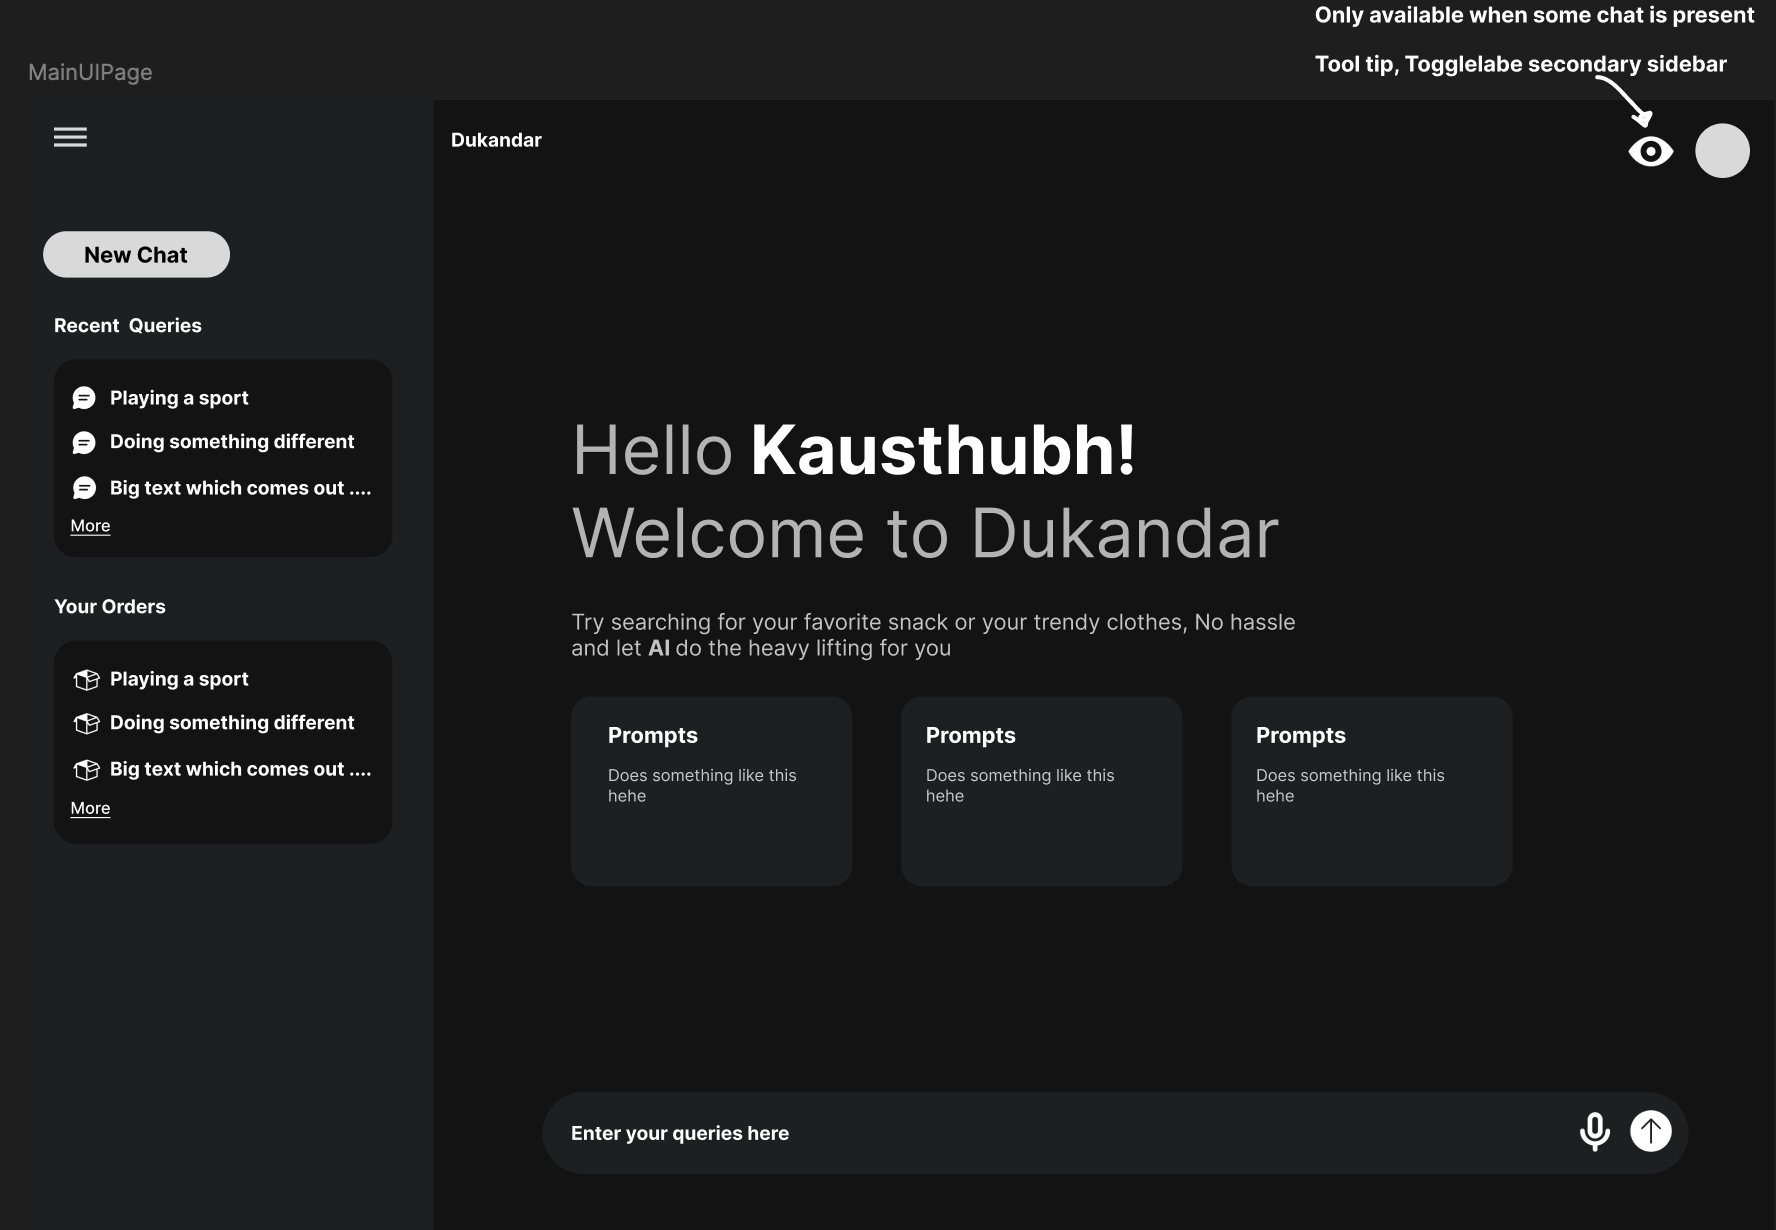 Only available when some chat is present
Tool tip, Togglelabe secondary sidebar
MainUIPage
Dukandar
New Chat
Recent Queries
Playing a sport
Doing something different
Big text which comes out ....
More
Your Orders
Playing a sport
Doing something different
Big text which comes out ....
More
Hello Kausthubh!
Welcome to Dukandar
Try searching for your favorite snack or your trendy clothes, No hassle
and let AI do the heavy lifting for you
Prompts
Does something like this
hehe
Prompts
Does something like this
hehe
Prompts
Does something like this
hehe
Enter your queries here